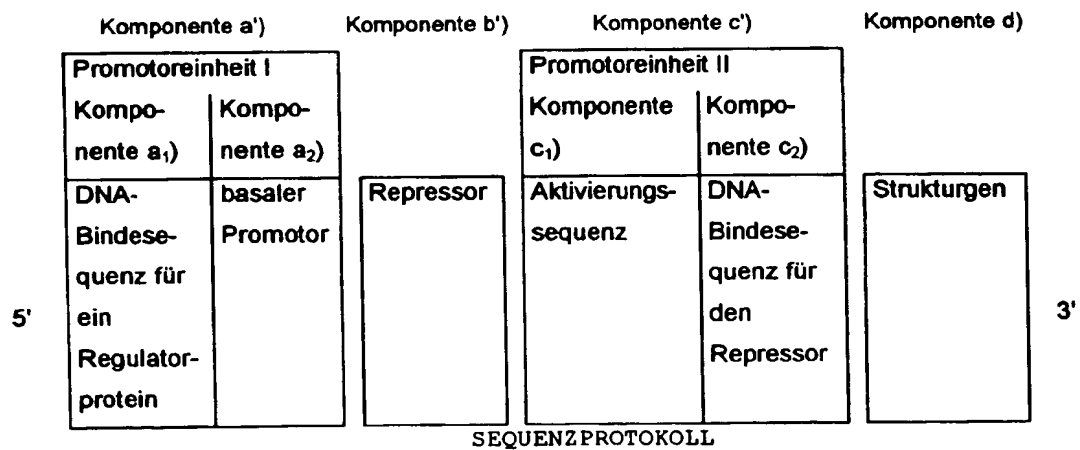 Komponente a') Komponente b') Komponente c') Komponente d)
Promotoreinheit I
Kompo-
nente a₁)
Kompo-
nente a₂)
DNA-
Bindese-
quenz für
ein
Regulator-
protein
basaler
Promotor
Repressor
Promotoreinheit II
Komponente
c₁)
Kompo-
nente c₂)
Aktivierungs-
sequenz
DNA-
Bindese-
quenz für
den
Repressor
Strukturgen
5'
3'
SEQUENZPROTOKOLL